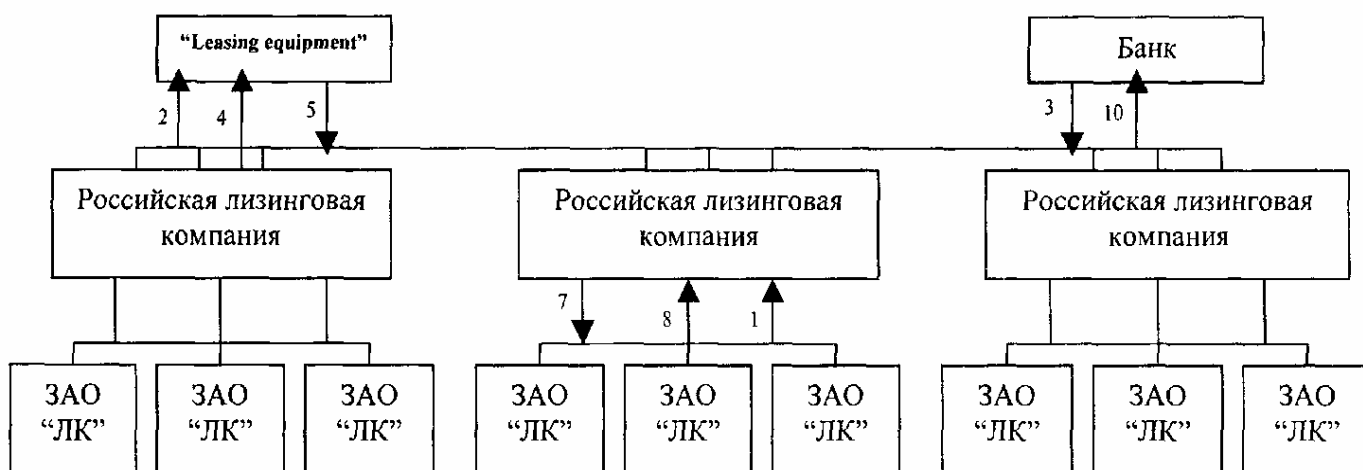 “Leasing equipment”
Банк
2
4
5
3
10
Российская лизинговая
компания
Российская лизинговая
компания
Российская лизинговая
компания
7
8
1
ЗАО
“ЛК”
ЗАО
“ЛК”
ЗАО
“ЛК”
ЗАО
“ЛК”
ЗАО
“ЛК”
ЗАО
“ЛК”
ЗАО
“ЛК”
ЗАО
“ЛК”
ЗАО
“ЛК”